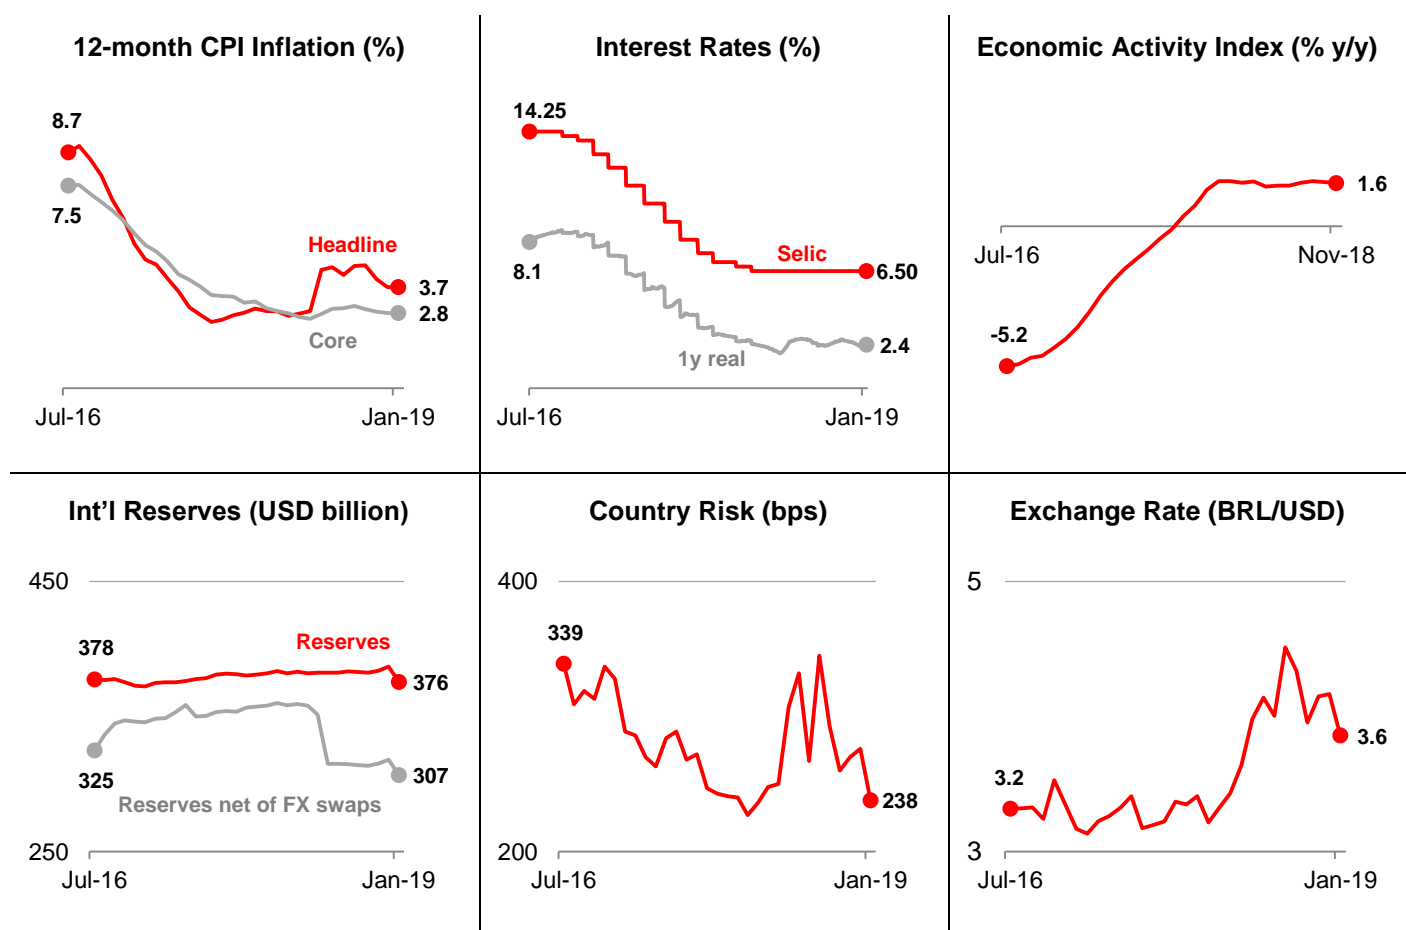 12-month CPI Inflation (%)
8.7
7.5
Headline
3.7
2.8
Core
Jul-16
Jan-19
Interest Rates (%)
14.25
8.1
Selic
6.50
2.4
1y real
Jul-16
Jan-19
Economic Activity Index (% y/y)
1.6
Jul-16
Nov-18
-5.2
Int’l Reserves (USD billion)
450
378
Reserves
376
325
307
Reserves net of FX swaps
250
Jul-16
Jan-19
Country Risk (bps)
400
339
238
200
Jul-16
Jan-19
Exchange Rate (BRL/USD)
5
3.6
3.2
3
Jul-16
Jan-19